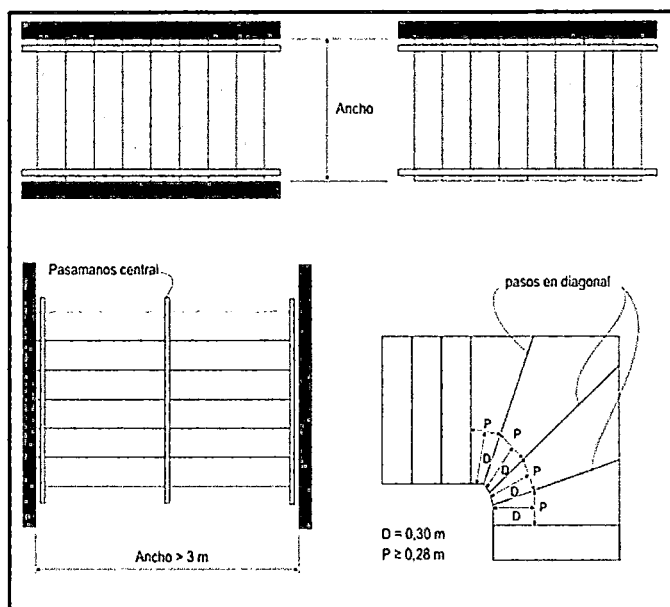 Ancho
Pasamanos central
pasos en diagonal
P
P
D
D
P
D
P
D
D = 0,30 m
P ≥ 0,28 m
Ancho > 3 m